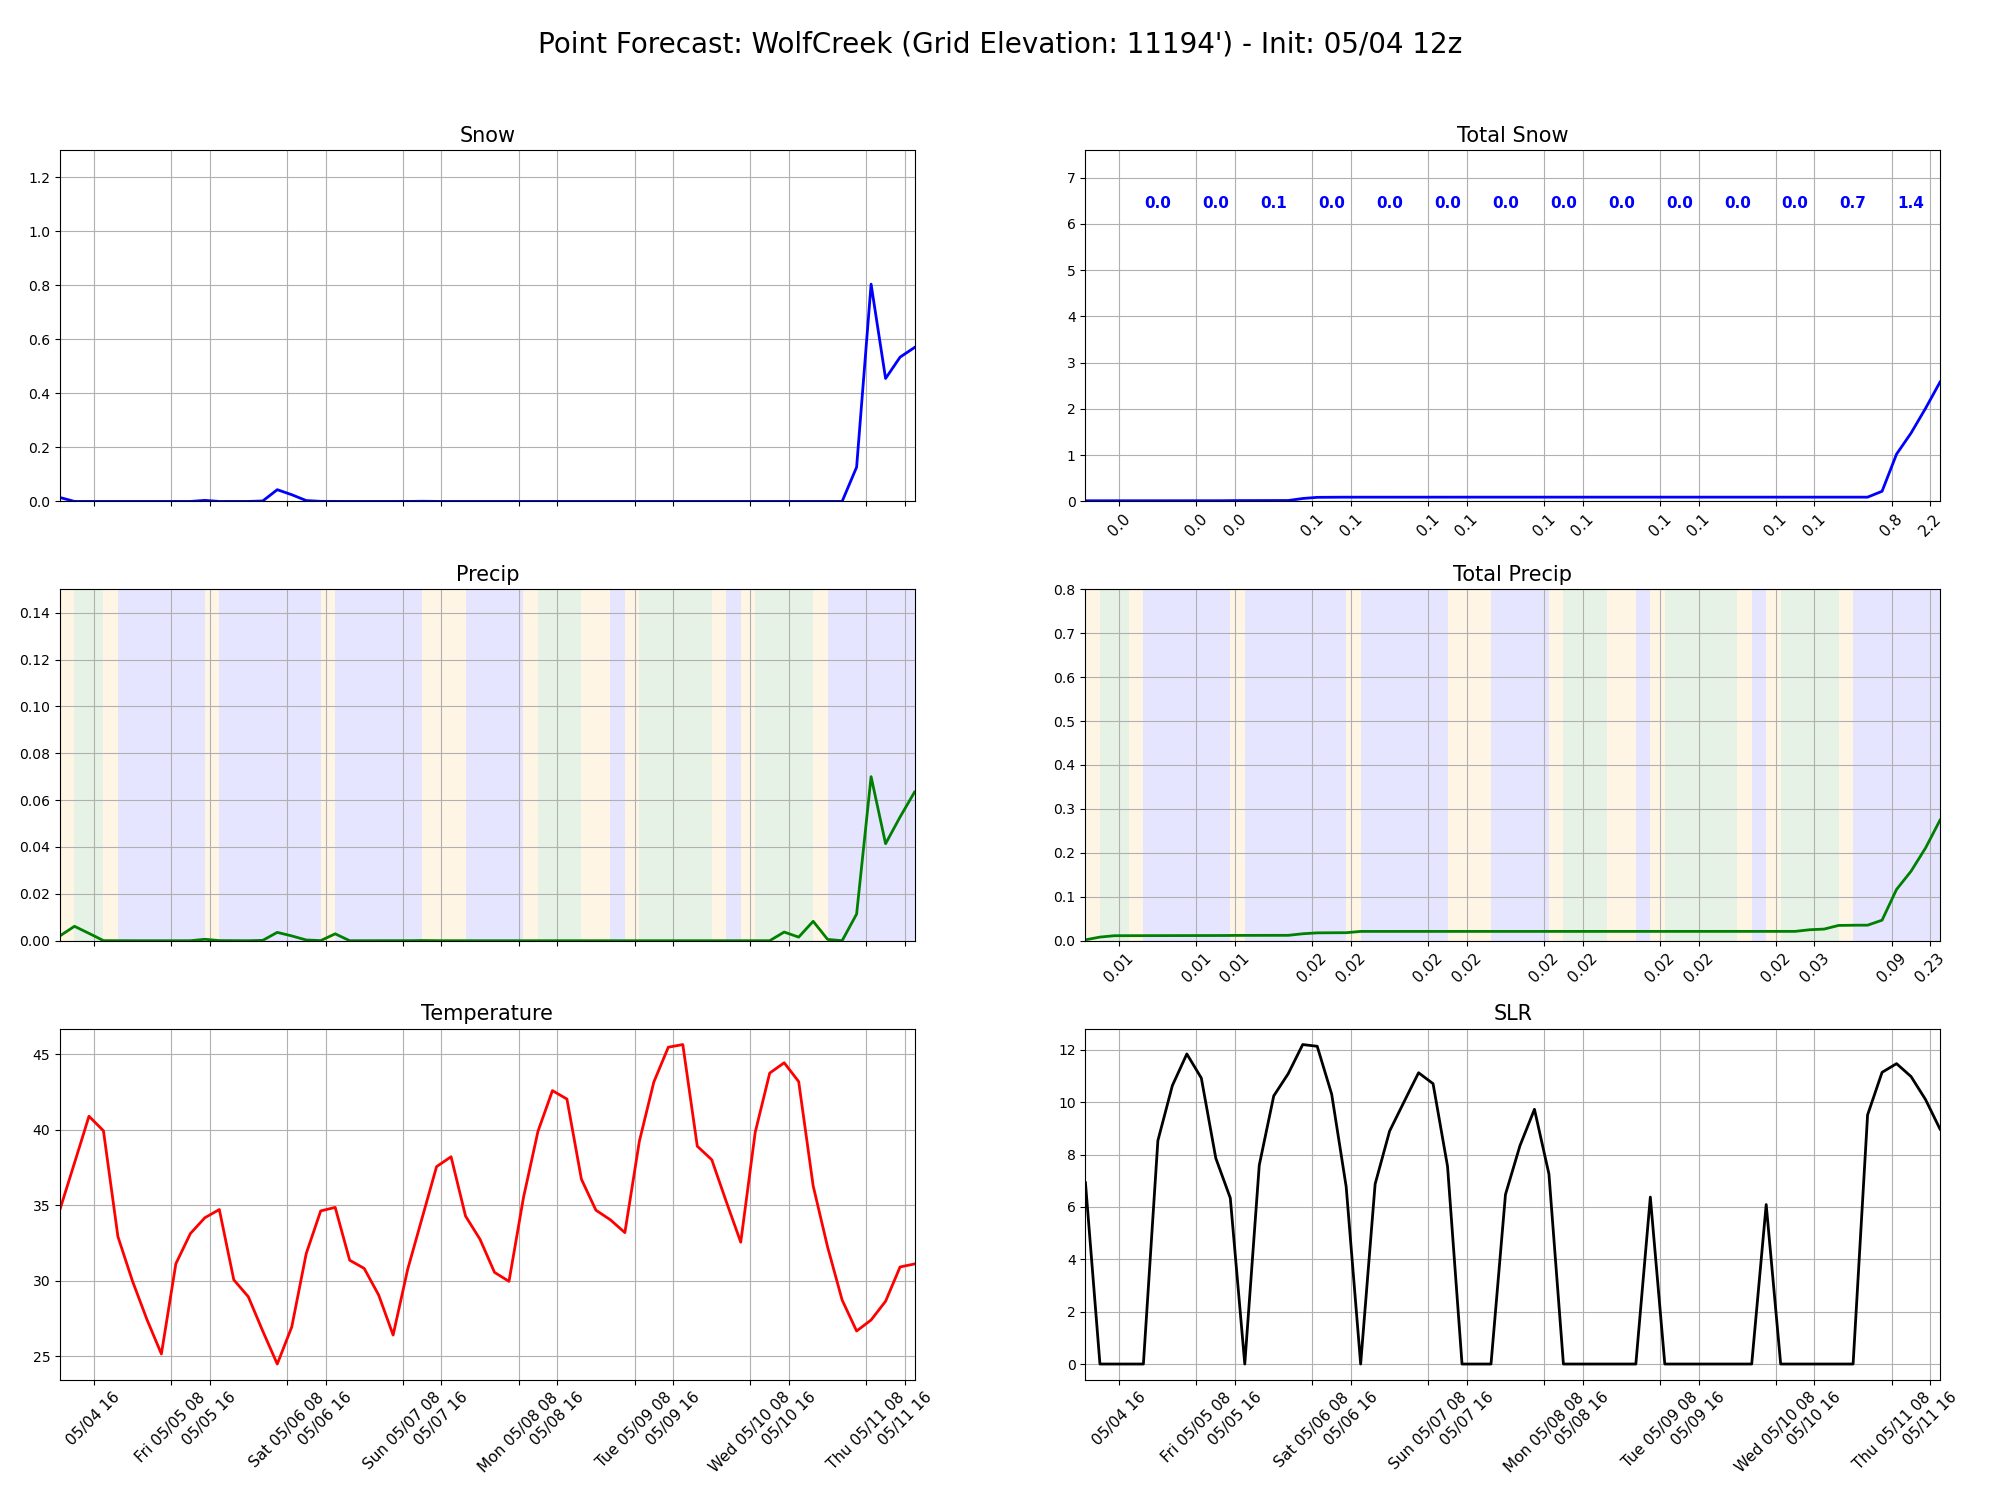 Point Forecast: WolfCreek (Grid Elevation: 11194') - Init: 05/04 12z
Snow
1.2
1.0
0.8
0.6
0.4
0.2
0.0
Total Snow
7
6
5
4
3
2
1
0
0.0 0.0 0.1 0.0 0.0 0.0 0.0 0.0 0.0 0.0 0.0 0.0 0.7 1.4
0.0 0.0 0.0 0.1 0.1 0.1 0.1 0.1 0.1 0.1 0.1 0.1 0.1 0.8 2.2
Precip
0.14
0.12
0.10
0.08
0.06
0.04
0.02
0.00
Total Precip
0.8
0.7
0.6
0.5
0.4
0.3
0.2
0.1
0.0
0.01 0.01 0.01 0.02 0.02 0.02 0.02 0.02 0.02 0.02 0.02 0.02 0.03 0.09 0.23
Temperature
45
40
35
30
25
05/04 16
Fri 05/05 08
05/05 16
Sat 05/06 08
05/06 16
Sun 05/07 08
05/07 16
Mon 05/08 08
05/08 16
Tue 05/09 08
05/09 16
Wed 05/10 08
05/10 16
Thu 05/11 08
05/11 16
SLR
12
10
8
6
4
2
0
05/04 16
Fri 05/05 08
05/05 16
Sat 05/06 08
05/06 16
Sun 05/07 08
05/07 16
Mon 05/08 08
05/08 16
Tue 05/09 08
05/09 16
Wed 05/10 08
05/10 16
Thu 05/11 08
05/11 16